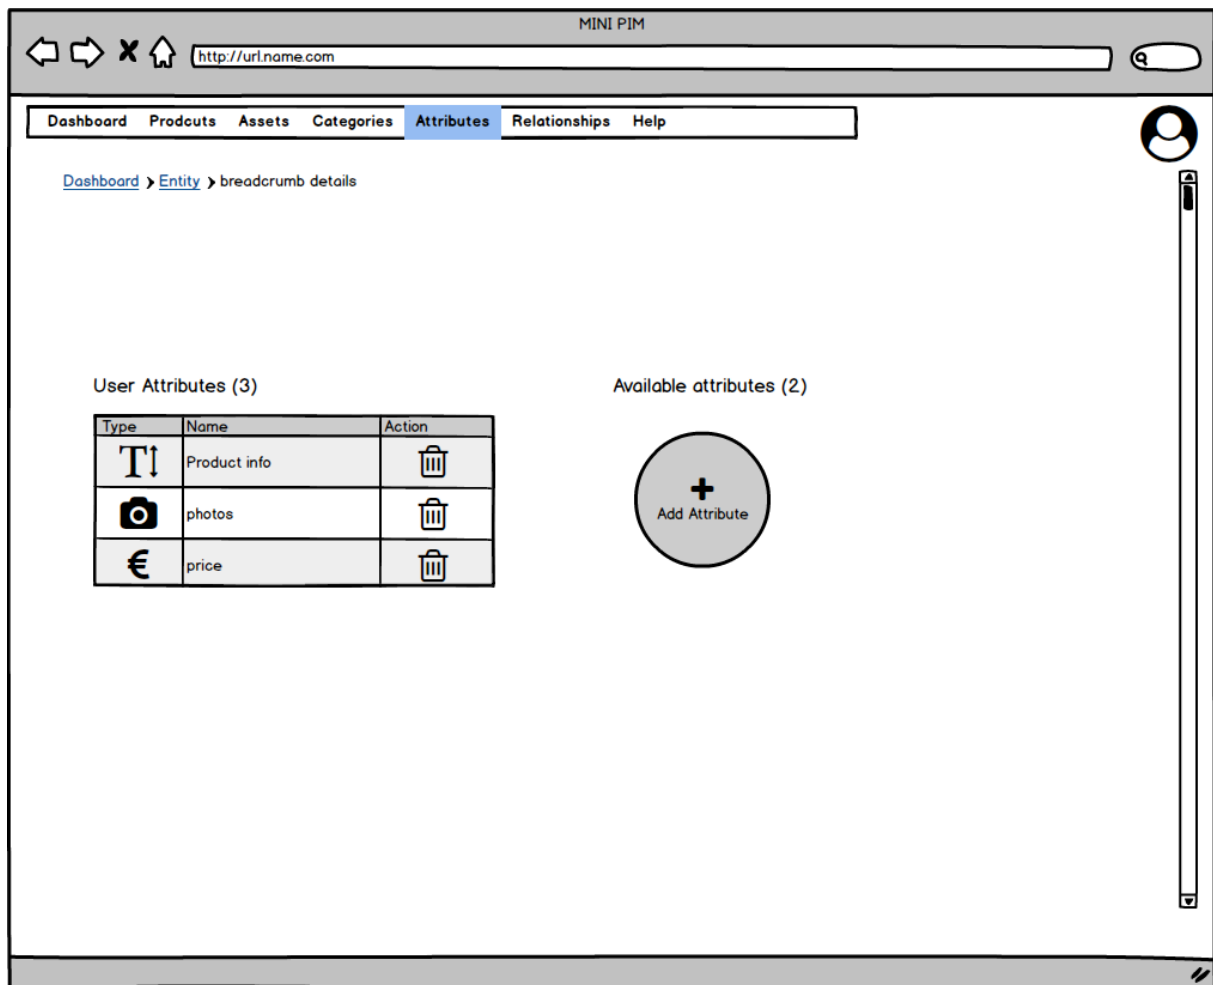 MINI PIM
http://url.name.com
Dashboard Prodcuts Assets Categories Attributes Relationships Help
Dashboard > Entity > breadcrumb details
User Attributes (3)
Available attributes (2)
Type Name Action
Product info
photos
price
+
Add Attribute